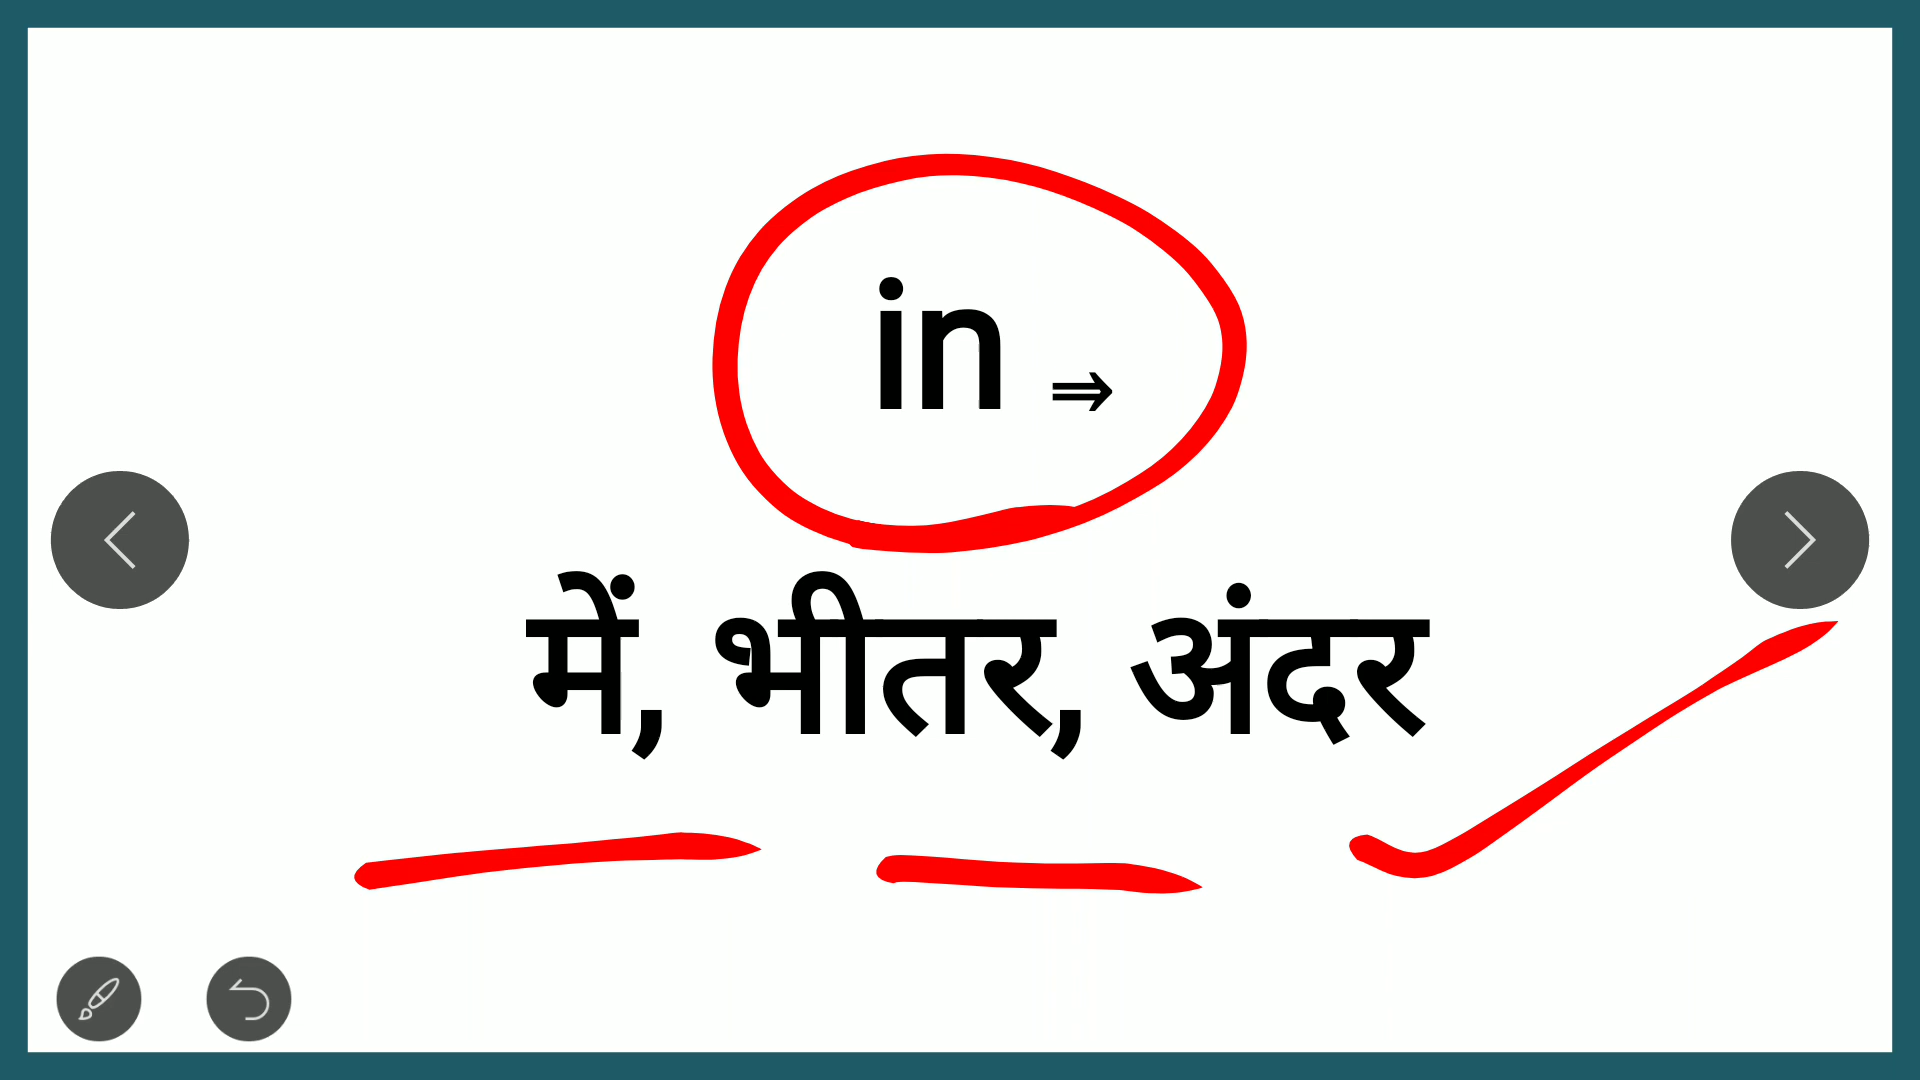 in ⇒
में, भीतर, अंदर